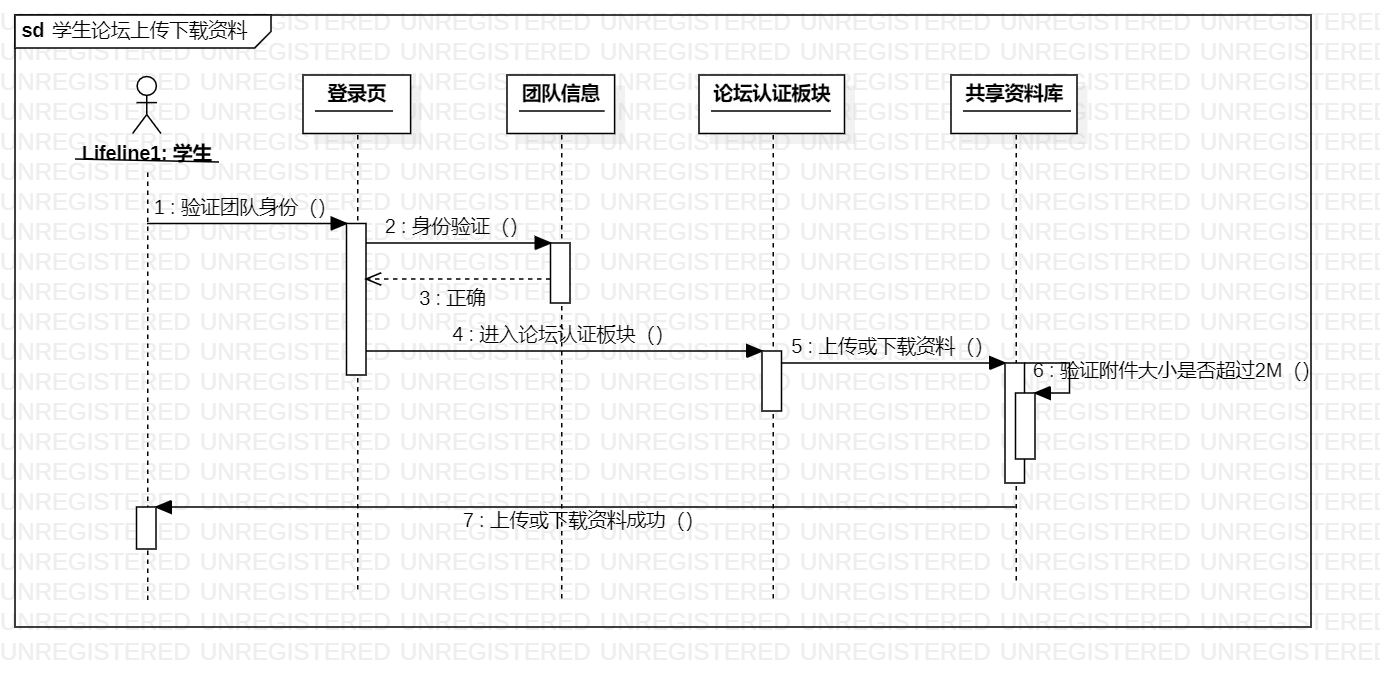 sd 学生论坛上传下载资料
登录页 团队信息 论坛认证板块 共享资料库
Lifeline1: 学生
1 : 验证团队身份（）
2 : 身份验证（）
3 : 正确
4 : 进入论坛认证板块（）
5 : 上传或下载资料（）
6 : 验证附件大小是否超过2M（）
7 : 上传或下载资料成功（）
UNREGISTERED